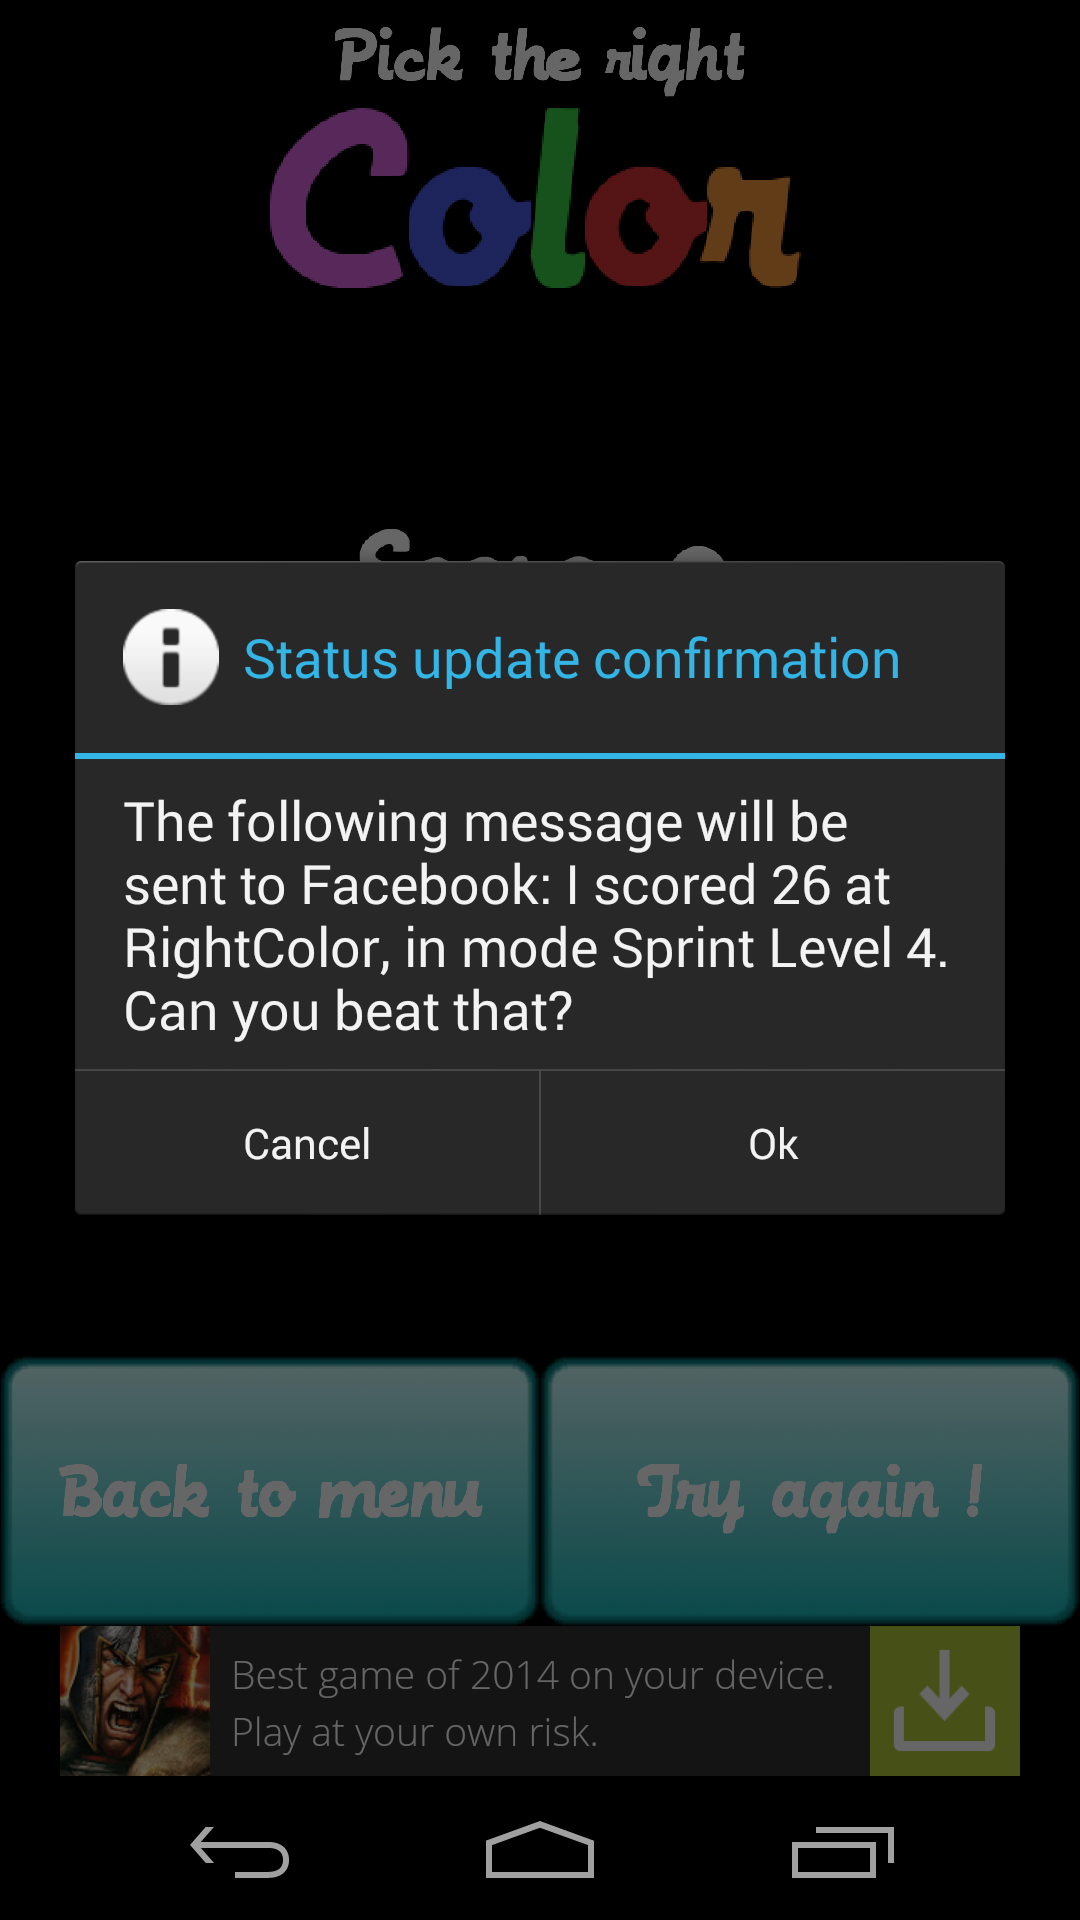 Pick the right
Color
Status update confirmation
The following message will be
sent to Facebook: I scored 26 at
RightColor, in mode Sprint Level 4.
Can you beat that?
Cancel
Ok
Back to menu
Try again !
Best game of 2014 on your device.
Play at your own risk.